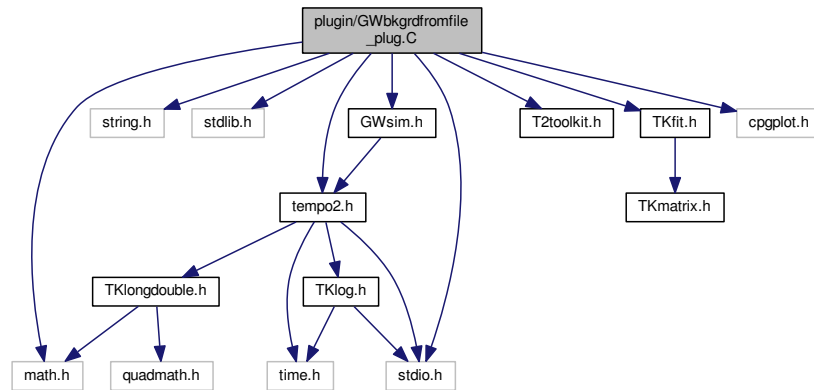 plugin/GWbkgrdfromfile
_plug.C
string.h
stdlib.h
GWsim.h
T2toolkit.h
TKfit.h
cpgplot.h
tempo2.h
TKmatrix.h
TKlongdouble.h
TKlog.h
math.h
quadmath.h
time.h
stdio.h